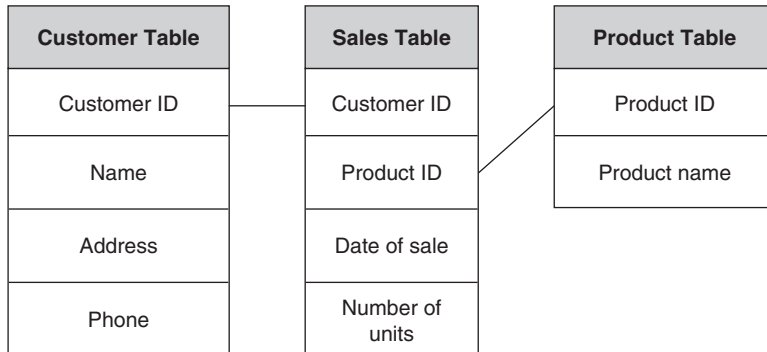 Customer Table
Customer ID
Name
Address
Phone
Sales Table
Customer ID
Product ID
Date of sale
Number of
units
Product Table
Product ID
Product name